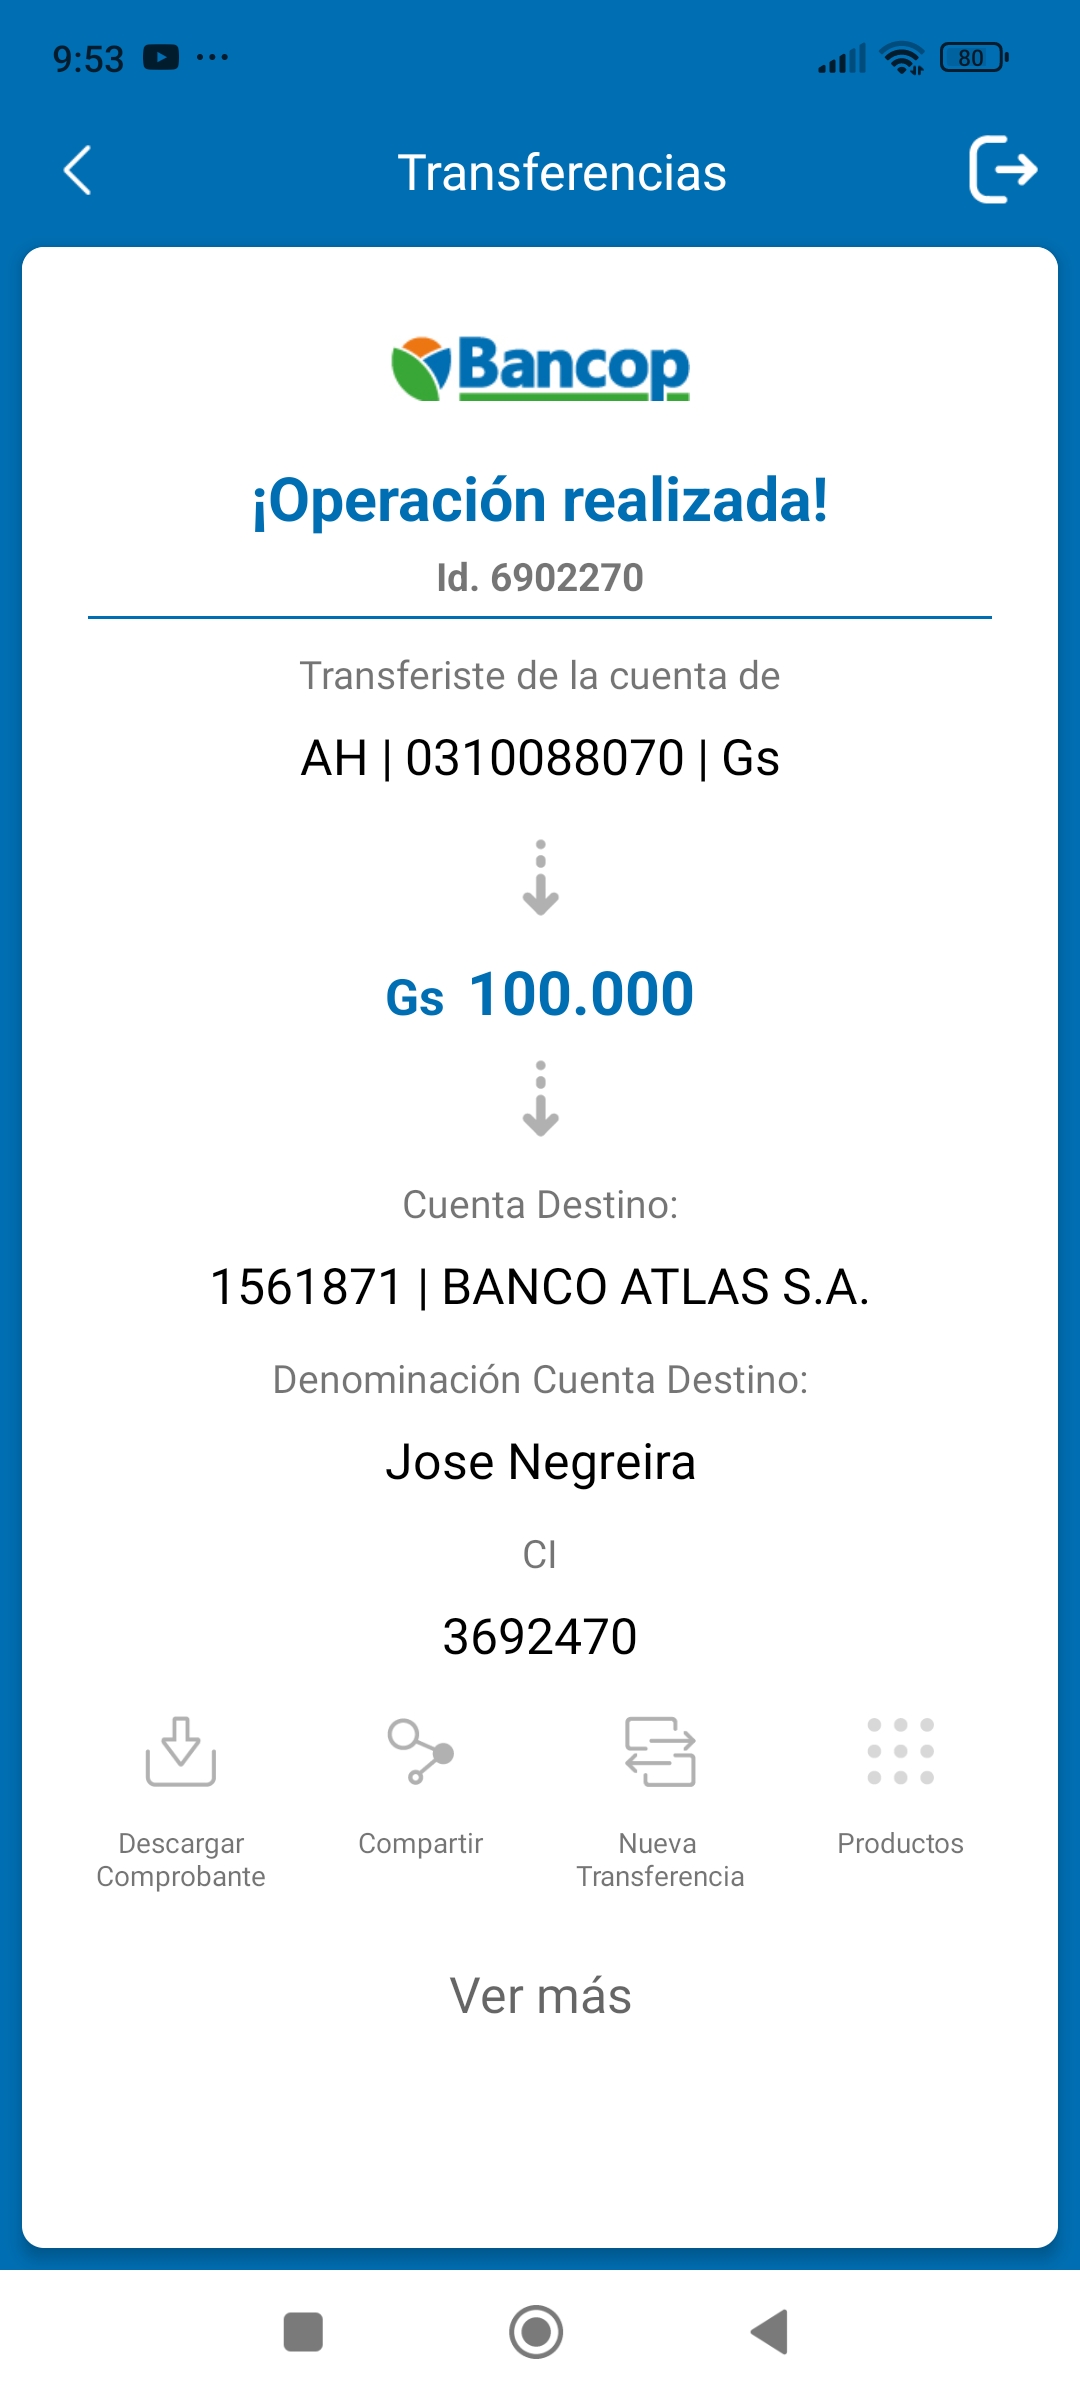 9:53
80
Transferencias
Bancop
¡Operación realizada!
Id. 6902270
Transferiste de la cuenta de
AH | 0310088070 | Gs
Gs 100.000
Cuenta Destino:
1561871 | BANCO ATLAS S.A.
Denominación Cuenta Destino:
Jose Negreira
CI
3692470
Descargar
Comprobante
Compartir
Nueva
Transferencia
Productos
Ver más